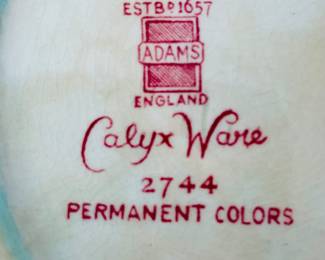 ESTBD 1657
ADAMS
ENGLAND
Calyx Ware
2744
PERMANENT COLORS